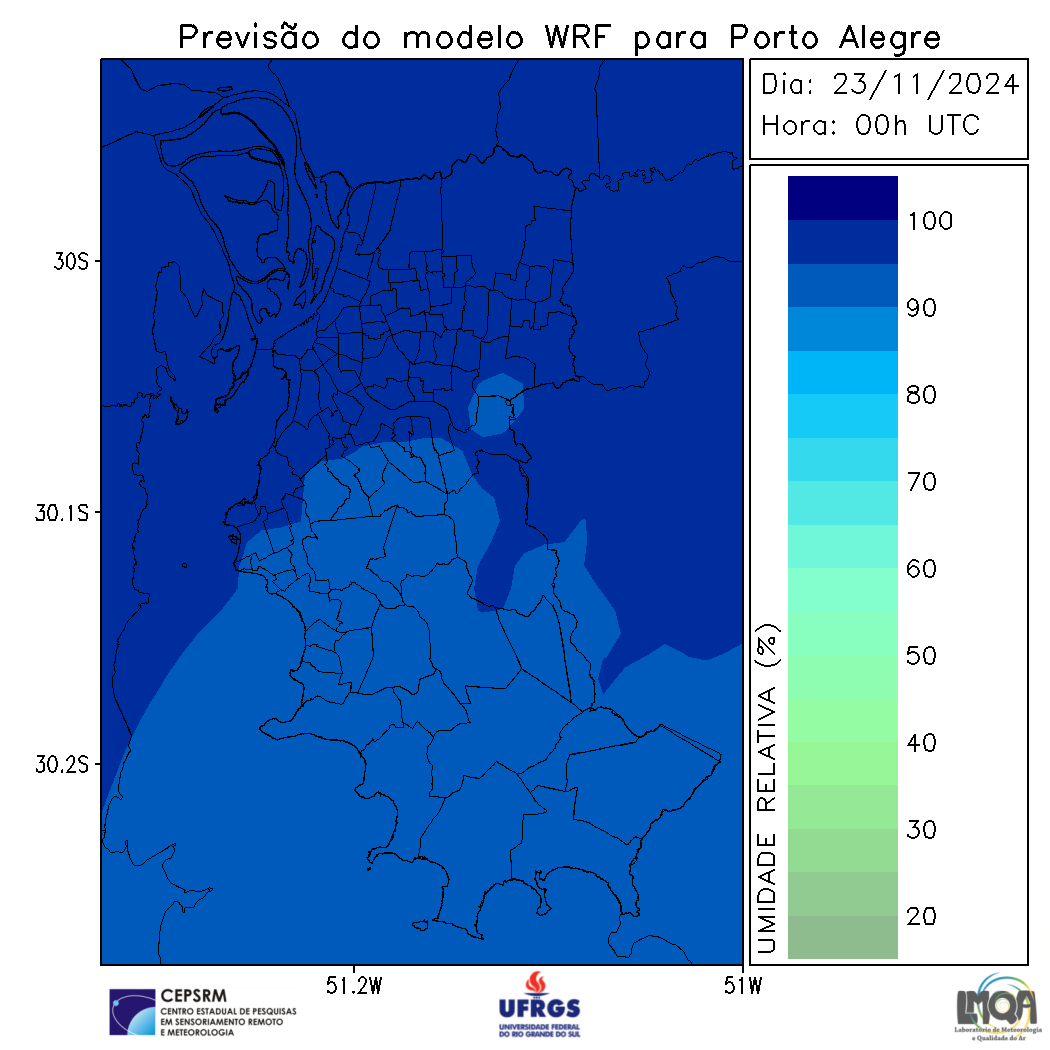 Previsão do modelo WRF para Porto Alegre
Dia: 23/11/2024
Hora: 00h UTC
100
90
80
70
60
50
40
30
20
UMIDADE RELATIVA (%)
30S
30.1S
30.2S
51.2W
51W
CEPSRM
CENTRO ESTADUAL DE PESQUISAS
EM SENSORIAMENTO REMOTO
E METEOROLOGIA
UFRGS
UNIVERSIDADE FEDERAL
DO RIO GRANDE DO SUL
LMQA
Laboratório de Meteorologia
e Qualidade do Ar